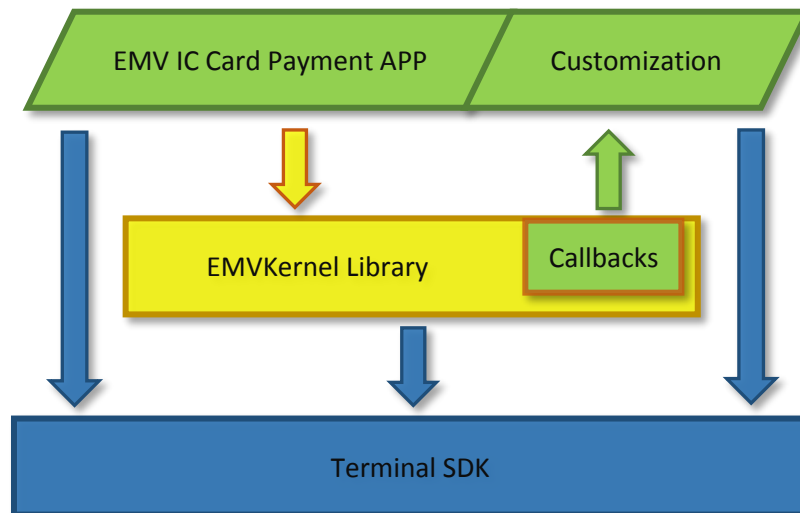 EMV IC Card Payment APP
Customization
EMVKernel Library
Callbacks
Terminal SDK